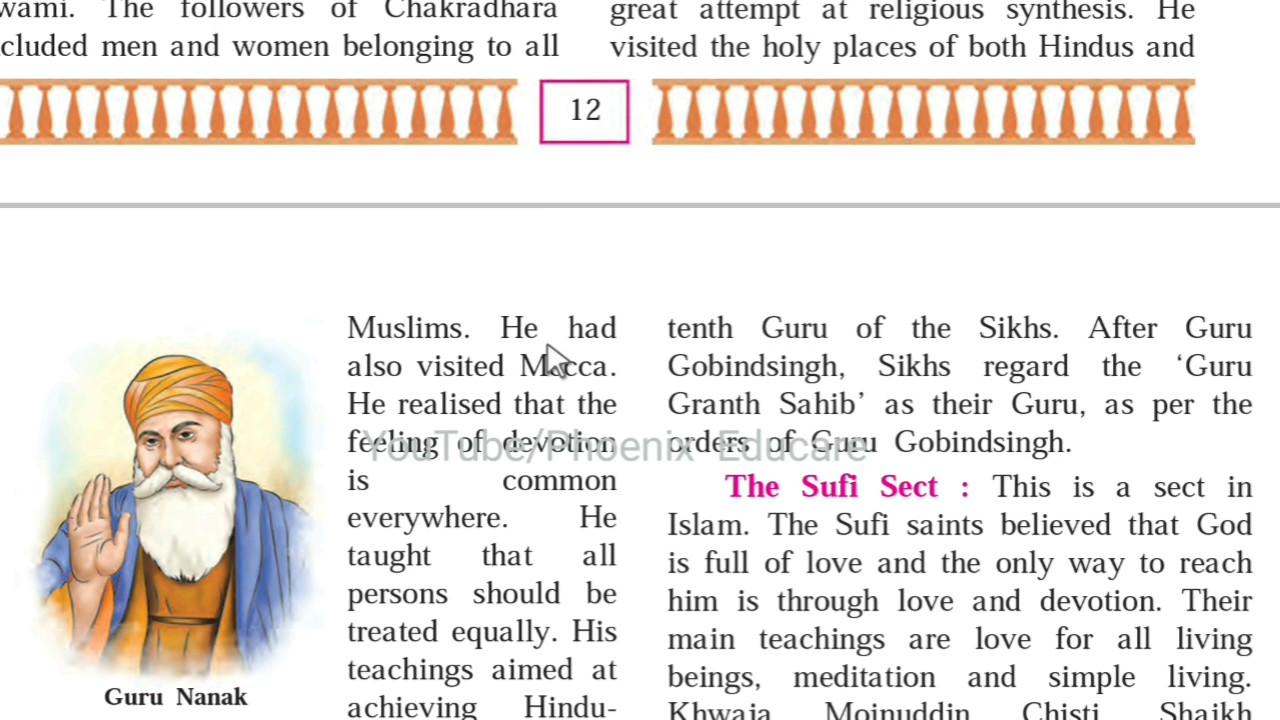 wami. The followers of Chakradhara
cluded men and women belonging to all
great attempt at religious synthesis. He
visited the holy places of both Hindus and
12
Muslims. He had
also visited Mecca.
He realised that the
feeling of devotion
is common
everywhere. He
taught that all
persons should be
treated equally. His
teachings aimed at
achieving Hindu-
Guru Nanak
tenth Guru of the Sikhs. After Guru
Gobindsingh, Sikhs regard the ‘Guru
Granth Sahib’ as their Guru, as per the
orders of Guru Gobindsingh.
The Sufi Sect : This is a sect in
Islam. The Sufi saints believed that God
is full of love and the only way to reach
him is through love and devotion. Their
main teachings are love for all living
beings, meditation and simple living.
Khwaja Moinuddin Chisti, Shaikh
YouTube/Phoenix Educare